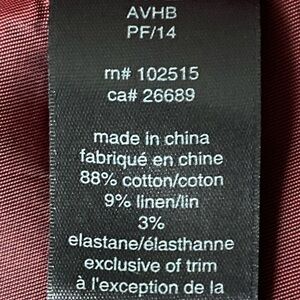 AVHB
PF/14
rn# 102515
ca# 26689
made in china
fabriqué en chine
88% cotton/coton
9% linen/lin
3%
elastane/élasthanne
exclusive of trim
à l'exception de la